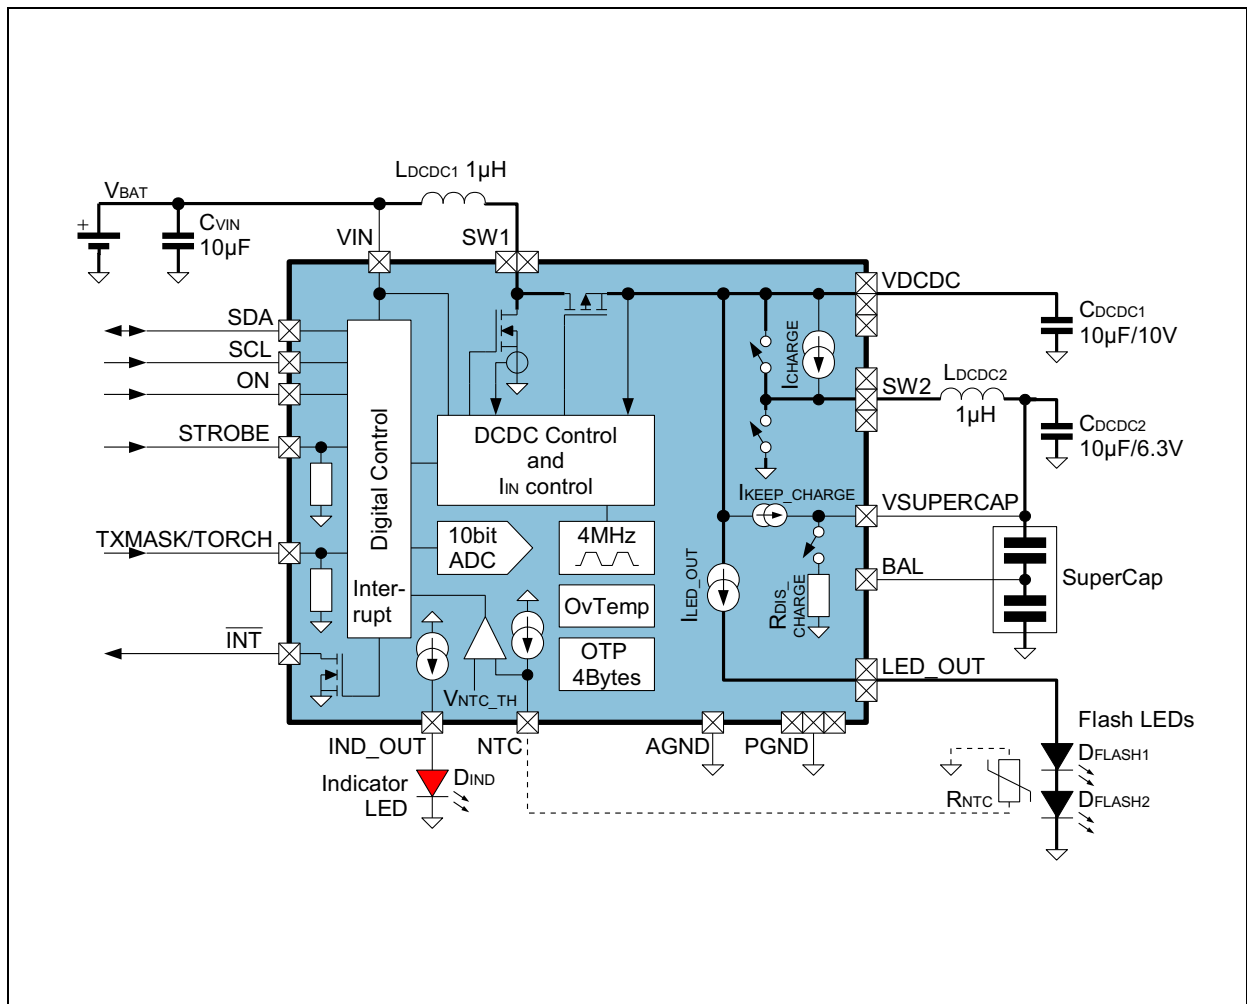 LDCDC1 1µH
VBAT
+
CVIN
10µF
VIN
SW1
VDCDC
CDCDC1
10µF/10V
SDA
SCL
ON
ICHARGE
SW2
LDCDC2
1µH
CDCDC2
10µF/6.3V
STROBE
Digital Control
DCDC Control
and
IIN control
IKEEP_CHARGE
VSUPERCAP
TXMASK/TORCH
10bit
ADC
4MHz
BAL
SuperCap
Inter-
rupt
OvTemp
ILED_OUT
RDIS_
CHARGE
INT
OTP
4Bytes
VNTC_TH
LED_OUT
IND_OUT
NTC
AGND
PGND
Flash LEDs
DFLASH1
Indicator
LED
DIND
RNTC
DFLASH2